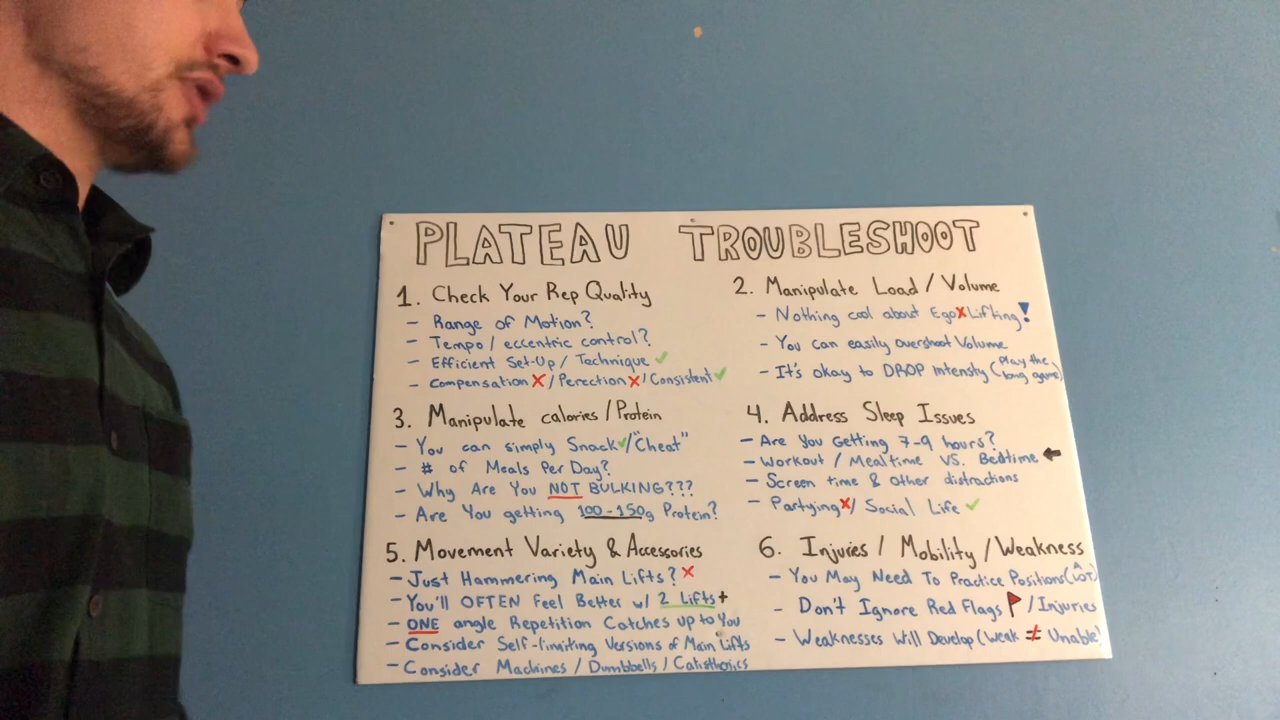 PLATEAU TROUBLESHOOT
1. Check Your Rep Quality
- Range of Motion?
- Tempo / eccentric control?
- Efficient Set-Up / Technique ✓
- Compensation X / Perection X / Consistent ✓
2. Manipulate Load / Volume
- Nothing cool about Ego X Lifting!
- You can easily overshoot Volume
- It's okay to DROP intensty (Play the long game)
3. Manipulate calories / Protein
- You can simply Snack ✓ / "Cheat"
- # of Meals Per Day?
- Why Are You NOT BULKING???
- Are You getting 100-150g Protein?
4. Address Sleep Issues
- Are You Getting 7-9 hours?
- Workout / Mealtime VS. Bedtime ←
- Screen time & other distractions
- Partying X / Social Life ✓
5. Movement Variety & Accessories
- Just Hammering Main Lifts? X
- You'll OFTEN Feel Better w/ 2 Lifts +
- ONE angle Repetition Catches up to You
- Consider Self-limiting Versions of Main Lifts
- Consider Machines / Dumbbells / Calisthenics
6. Injuries / Mobility / Weakness
- You May Need To Practice Positions (LOT)
- Don't Ignore Red Flags / Injuries
- Weaknesses Will Develop (Weak ≠ Unable)